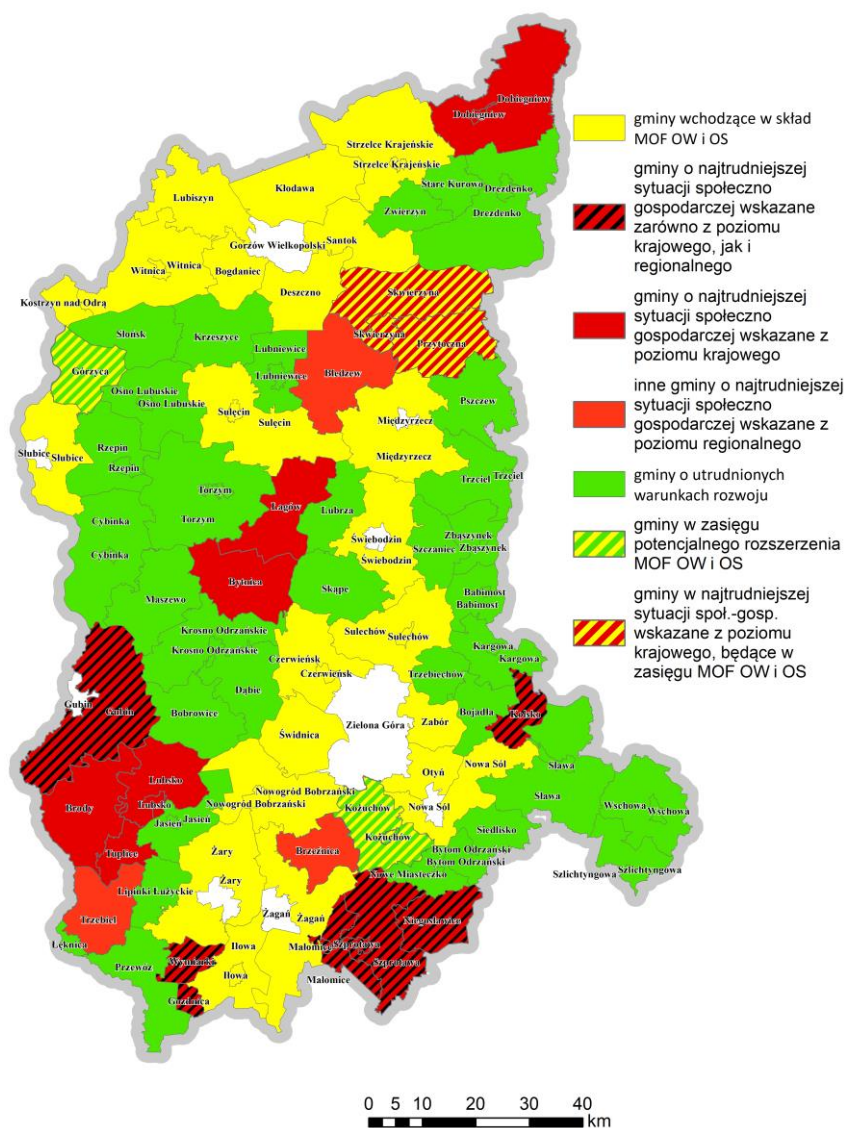 Dobiegniew
Dobiegniew
Strzelce Krajeńskie
Strzelce Krajeńskie
Stare Kurowo
Drezdenko
Kłodawa
Lubiszyn
Zwierzyn
Drezdenko
Santok
Gorzów Wielkopolski
Witnica
Witnica
Bogdaniec
Deszczno
Skwierzyna
Kostrzyn nad Odrą
Słońsk
Krzeszyce
Lubniewice
Skwierzyna
Przytoczna
Górzyca
Lubniewice
Bledzew
Ośno Lubuskie
Ośno Lubuskie
Pszczew
Sulęcin
Sulęcin
Międzyrzecz
Międzyrzecz
Słubice
Słubice
Rzepin
Rzepin
Trzciel
Trzciel
Torzym
Torzym
Łagów
Lubrza
Cybinka
Cybinka
Świebodzin
Świebodzin
Zbąszynek
Zbąszynek
Szczaniec
Bytnica
Skąpe
Maszewo
Babimost
Babimost
Krosno Odrzańskie
Krosno Odrzańskie
Sulechów
Sulechów
Kargowa
Kargowa
Czerwieńsk
Czerwieńsk
Trzebiechów
Dąbie
Gubin
Gubin
Bobrowice
Zielona Góra
Zabór
Bojadła
Kolsko
Świdnica
Lubsko
Lubsko
Otyń
Nowa Sól
Nowa Sól
Sława
Sława
Brody
Nowogród Bobrzański
Nowogród Bobrzański
Kożuchów
Kożuchów
Wschowa
Wschowa
Jasień
Jasień
Siedlisko
Tuplice
Żary
Żary
Brzeźnica
Bytom Odrzański
Bytom Odrzański
Nowe Miasteczko
Szlichtyngowa
Szlichtyngowa
Lipinki Łużyckie
Trzebiel
Żagań
Żagań
Niegosławice
Łęknica
Iłowa
Iłowa
Małomice
Małomice
Szprotawa
Szprotawa
Przewóz
Wymiarki
Gozdnica
gminy wchodzące w skład
MOF OW i OS
gminy o najtrudniejszej
sytuacji społeczno
gospodarczej wskazane
zarówno z poziomu
krajowego, jak i
regionalnego
gminy o najtrudniejszej
sytuacji społeczno
gospodarczej wskazane z
poziomu krajowego
inne gminy o najtrudniejszej
sytuacji społeczno
gospodarczej wskazane z
poziomu regionalnego
gminy o utrudnionych
warunkach rozwoju
gminy w zasięgu
potencjalnego rozszerzenia
MOF OW i OS
gminy w najtrudniejszej
sytuacji społ.-gosp.
wskazane z poziomu
krajowego, będące w
zasięgu MOF OW i OS
0 5 10 20 30 40
km